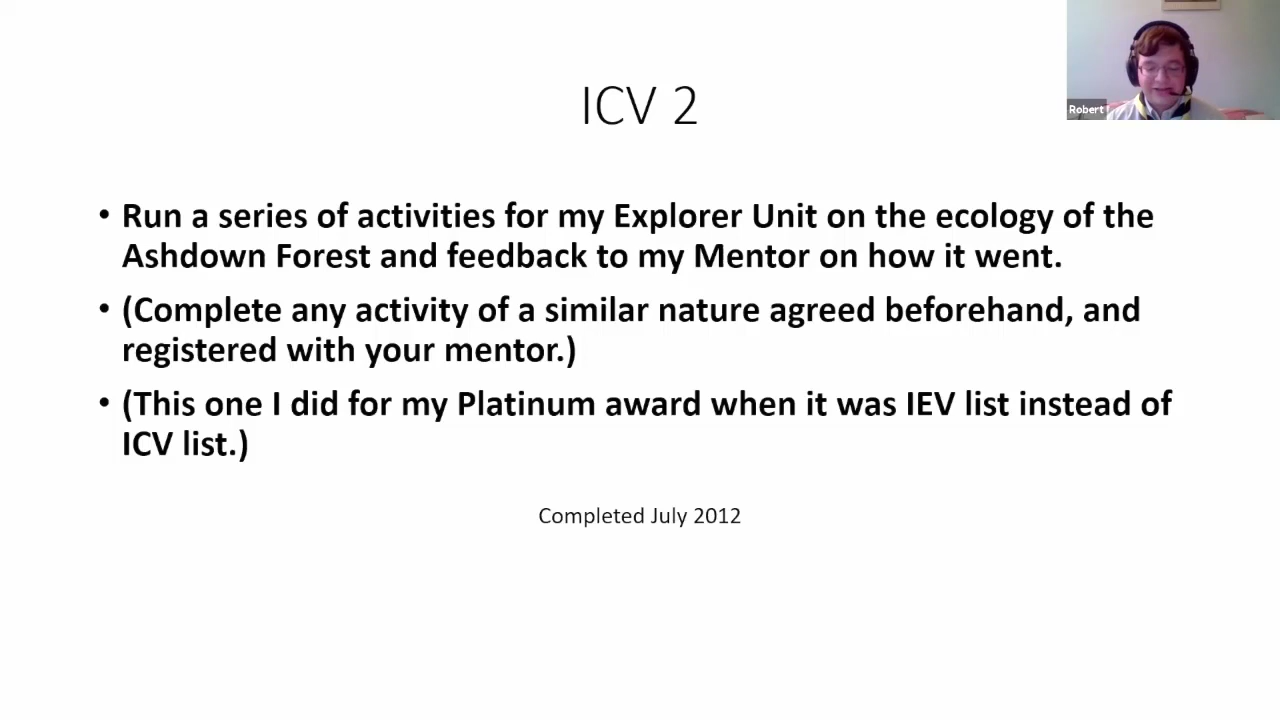 ICV 2
Robert
• Run a series of activities for my Explorer Unit on the ecology of the
Ashdown Forest and feedback to my Mentor on how it went.
• (Complete any activity of a similar nature agreed beforehand, and
registered with your mentor.)
• (This one I did for my Platinum award when it was IEV list instead of
ICV list.)
Completed July 2012